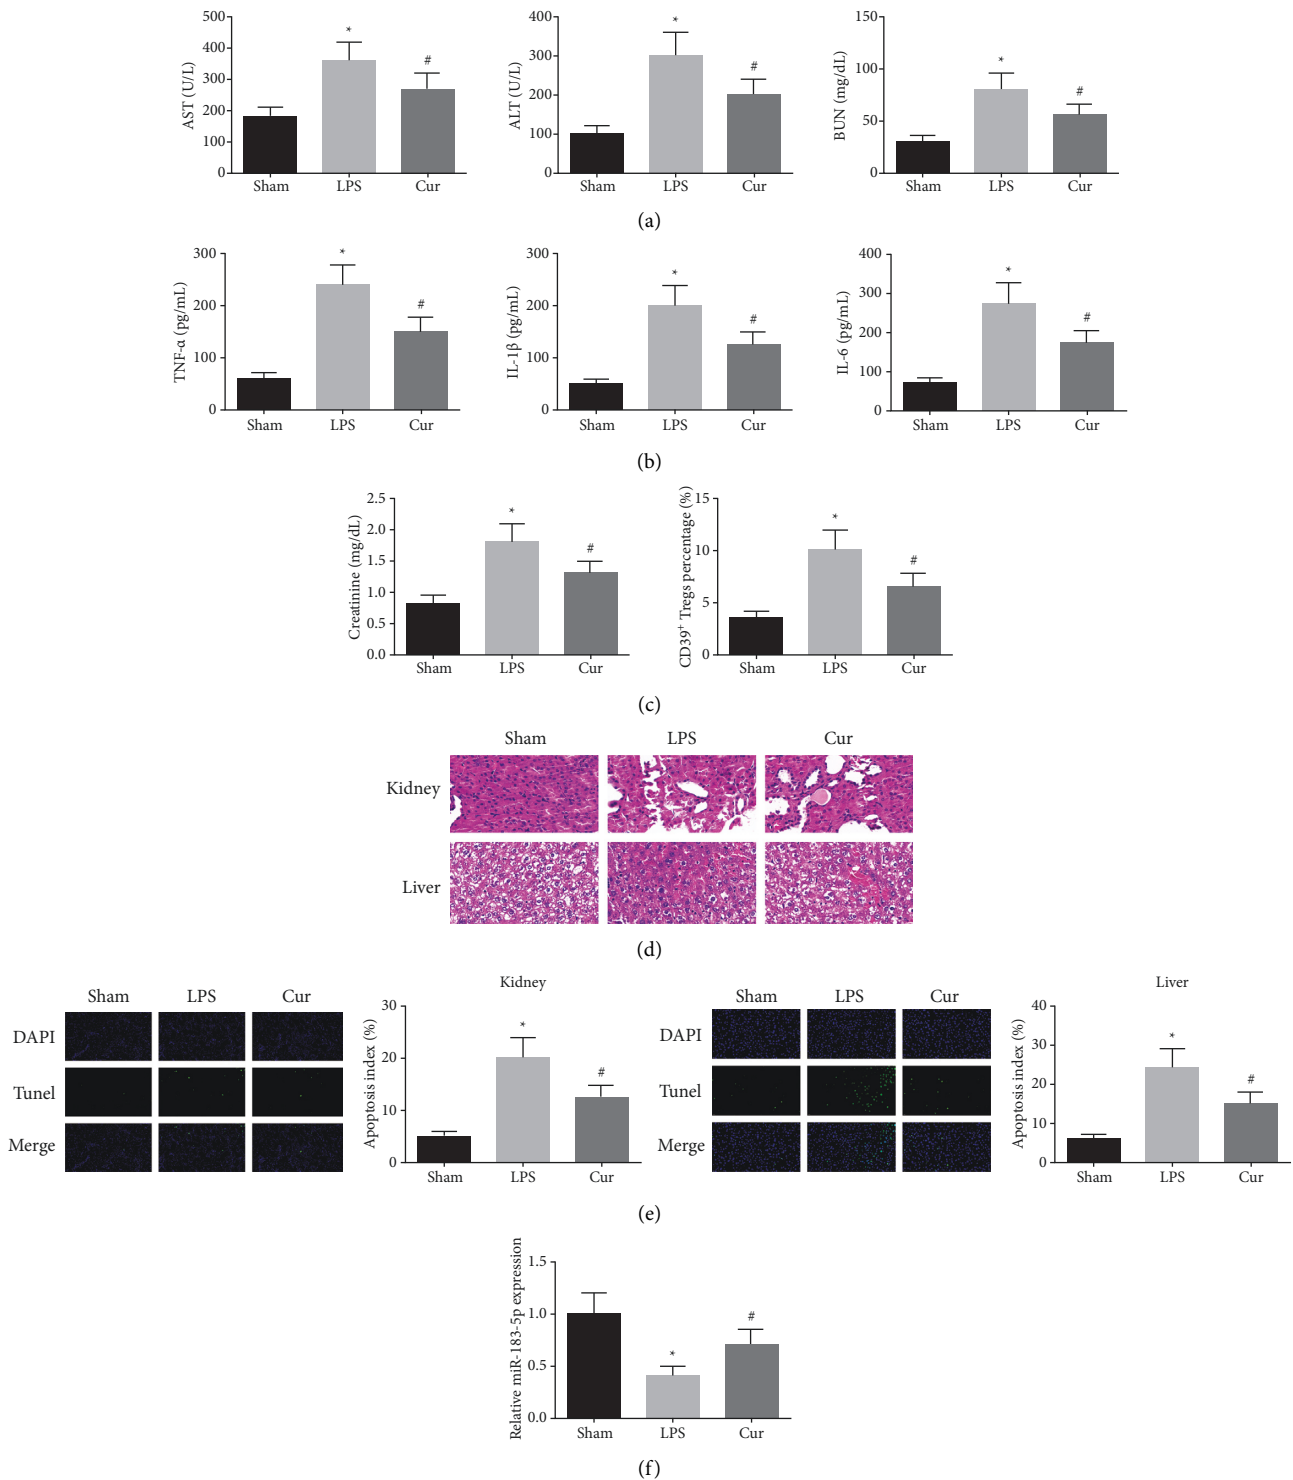 AST (U/L)
500
400
300
200
100
0
*
#
Sham LPS Cur
ALT (U/L)
400
300
200
100
0
*
#
Sham LPS Cur
BUN (mg/dL)
150
100
50
0
*
#
Sham LPS Cur
(a)
TNF-α (pg/mL)
300
200
100
0
*
#
Sham LPS Cur
IL-1β (pg/mL)
300
200
100
0
*
#
Sham LPS Cur
IL-6 (pg/mL)
400
300
200
100
0
*
#
Sham LPS Cur
(b)
Creatinine (mg/dL)
2.5
2.0
1.5
1.0
0.5
0.0
*
#
Sham LPS Cur
CD39+ Tregs percentage (%)
15
10
5
0
*
#
Sham LPS Cur
(c)
Sham LPS Cur
Kidney
Liver
(d)
Sham LPS Cur
DAPI
Tunel
Merge
Kidney
Apoptosis index (%)
30
20
10
0
*
#
Sham LPS Cur
Sham LPS Cur
DAPI
Tunel
Merge
Liver
Apoptosis index (%)
40
30
20
10
0
*
#
Sham LPS Cur
(e)
Relative miR-183-5p expression
1.5
1.0
0.5
0.0
*
#
Sham LPS Cur
(f)